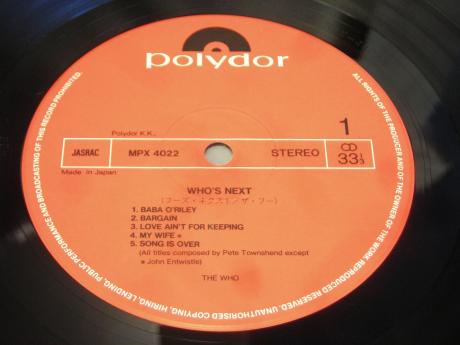 polydor
Polydor K.K.,
JASRAC MPX 4022 STEREO 33⅓
1
Made in Japan
WHO'S NEXT
(フーズ・ネクスト/ザ・フー)
1. BABA O'RILEY
2. BARGAIN
3. LOVE AIN'T FOR KEEPING
4. MY WIFE *
5. SONG IS OVER
(All titles composed by Pete Townshend except
* John Entwistle)
THE WHO
ALL RIGHTS OF THE PRODUCER AND OF THE OWNER OF THE WORK REPRODUCED RESERVED. UNAUTHORISED COPYING, HIRING, LENDING, PUBLIC PERFORMANCE AND BROADCASTING OF THIS RECORD PROHIBITED.